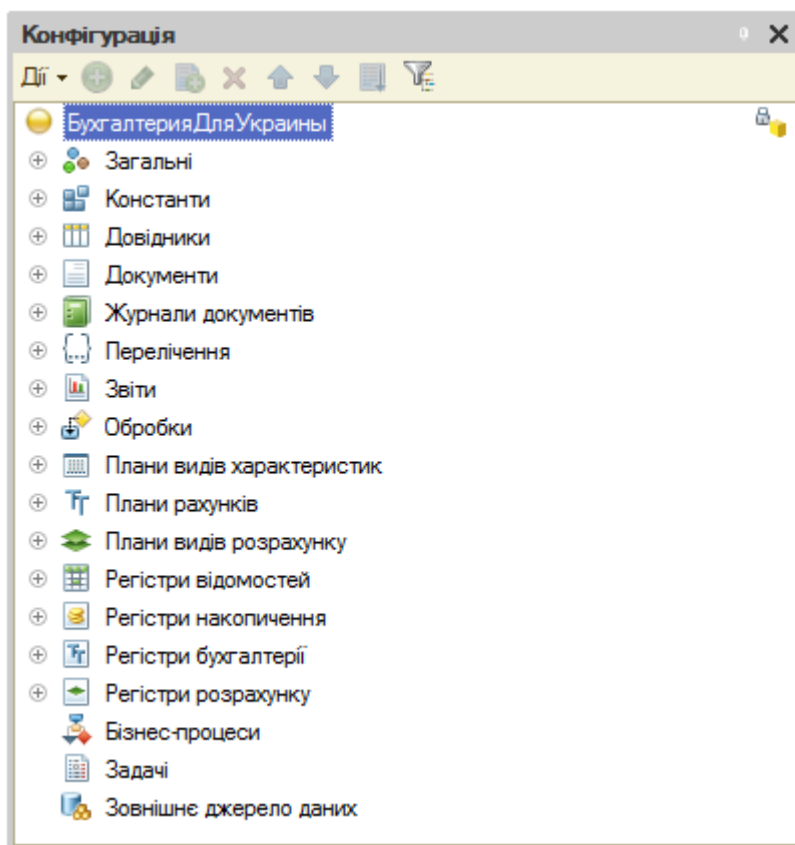 Конфігурація
Дії
БухгалтерияДляУкраины
Загальні
Константи
Довідники
Документи
Журнали документів
Перелічення
Звіти
Обробки
Плани видів характеристик
Плани рахунків
Плани видів розрахунку
Регістри відомостей
Регістри накопичення
Регістри бухгалтерії
Регістри розрахунку
Бізнес-процеси
Задачі
Зовнішнє джерело даних